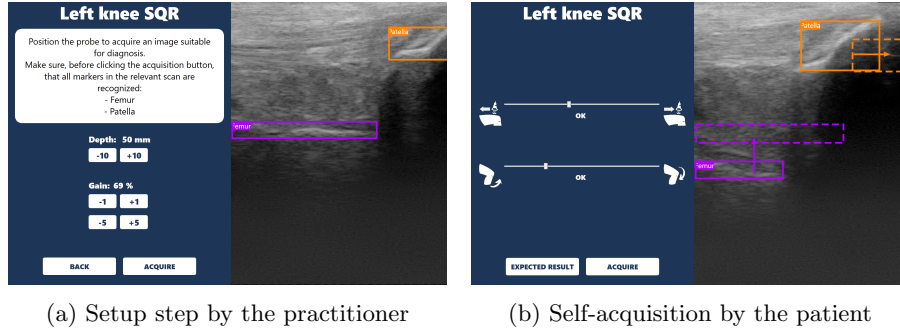 Left knee SQR
Position the probe to acquire an image suitable
for diagnosis.
Make sure, before clicking the acquisition button,
that all markers in the relevant scan are
recognized:
- Femur
- Patella
Depth: 50 mm
-10 +10
Gain: 69 %
-1 +1
-5 +5
BACK ACQUIRE
Patella
Femur
(a) Setup step by the practitioner
Left knee SQR
OK
OK
EXPECTED RESULT ACQUIRE
Patella
Femur
(b) Self-acquisition by the patient